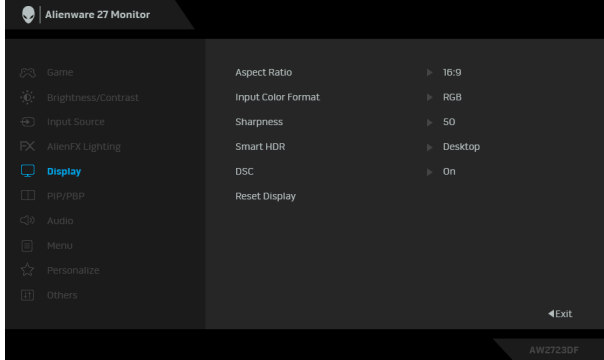 Alienware 27 Monitor
Game
Brightness/Contrast
Input Source
FX AlienFX Lighting
Display
PIP/PBP
Audio
Menu
Personalize
Others
Aspect Ratio 16:9
Input Color Format RGB
Sharpness 50
Smart HDR Desktop
DSC On
Reset Display
Exit
AW2723DF